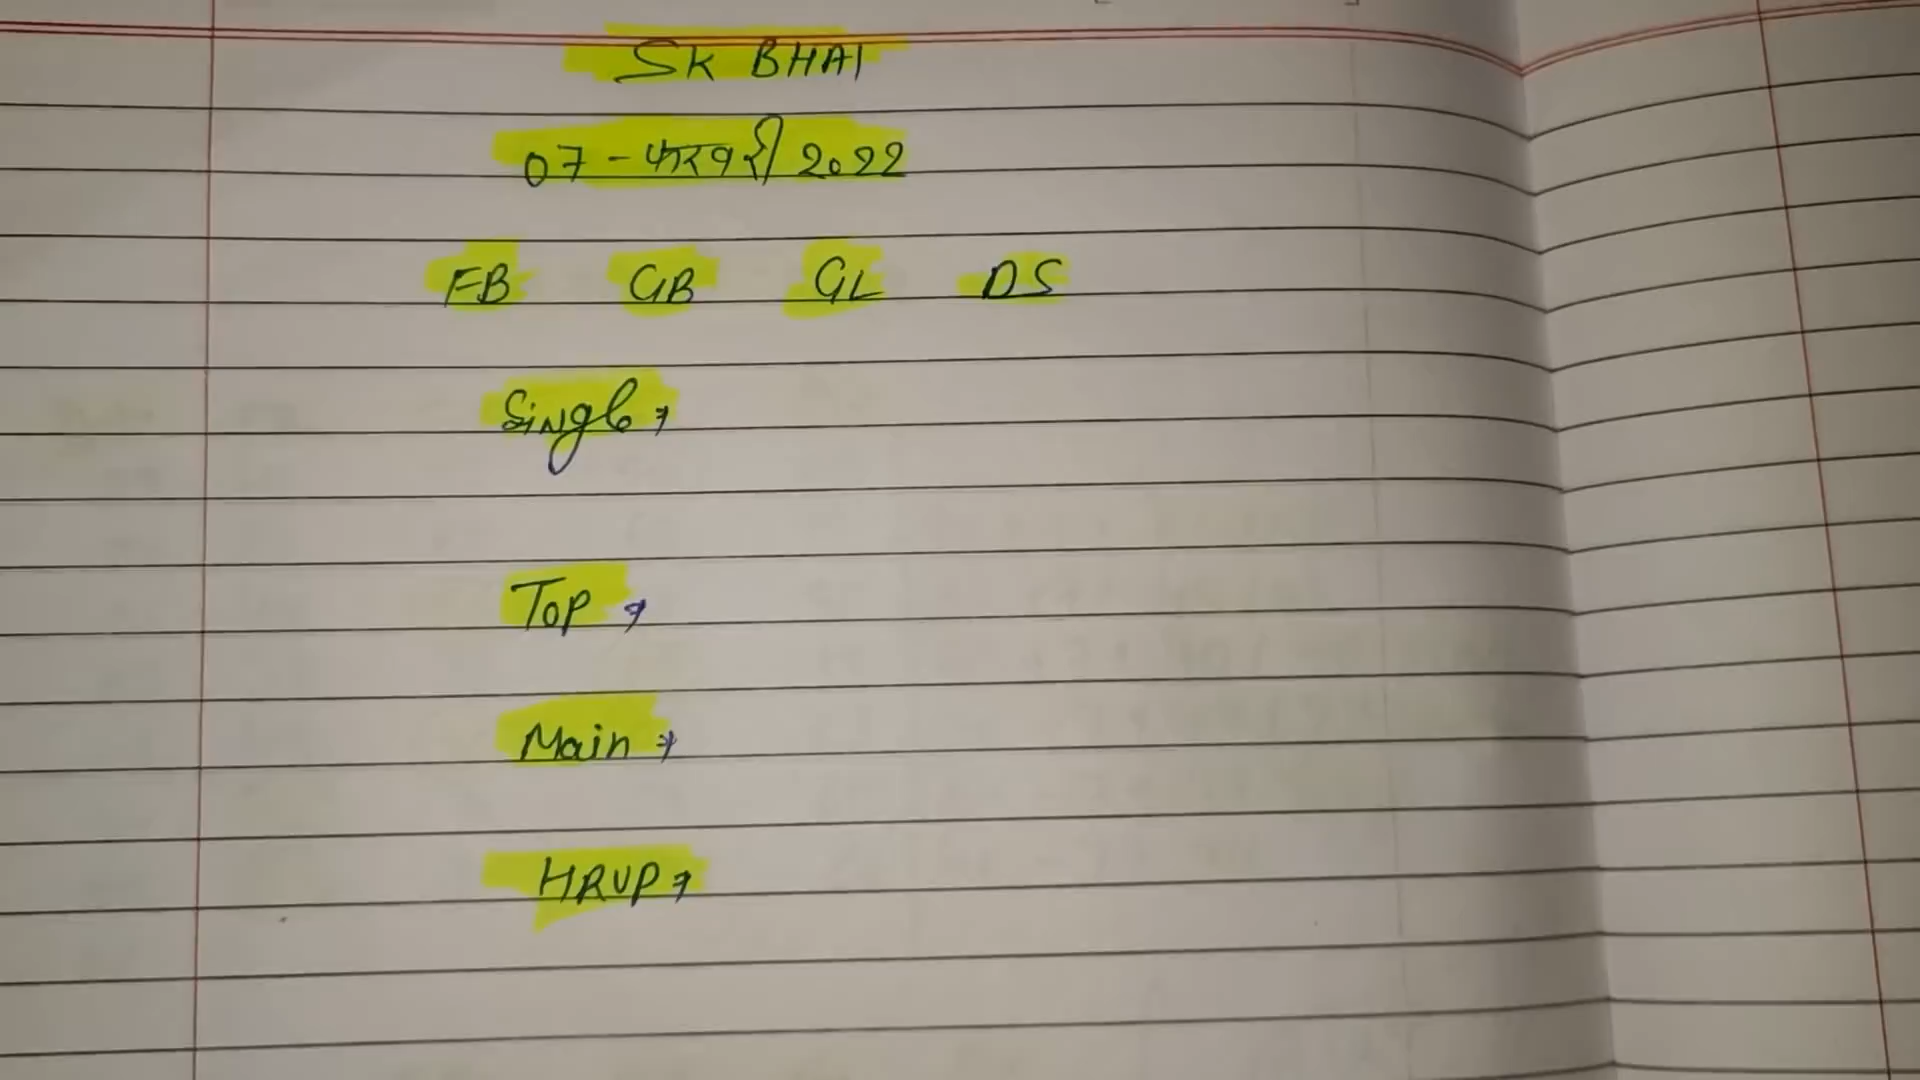 SK BHAI
07 - फरवरी 2022
FB GB GL DS
Single →
Top →
Main →
HRUP →